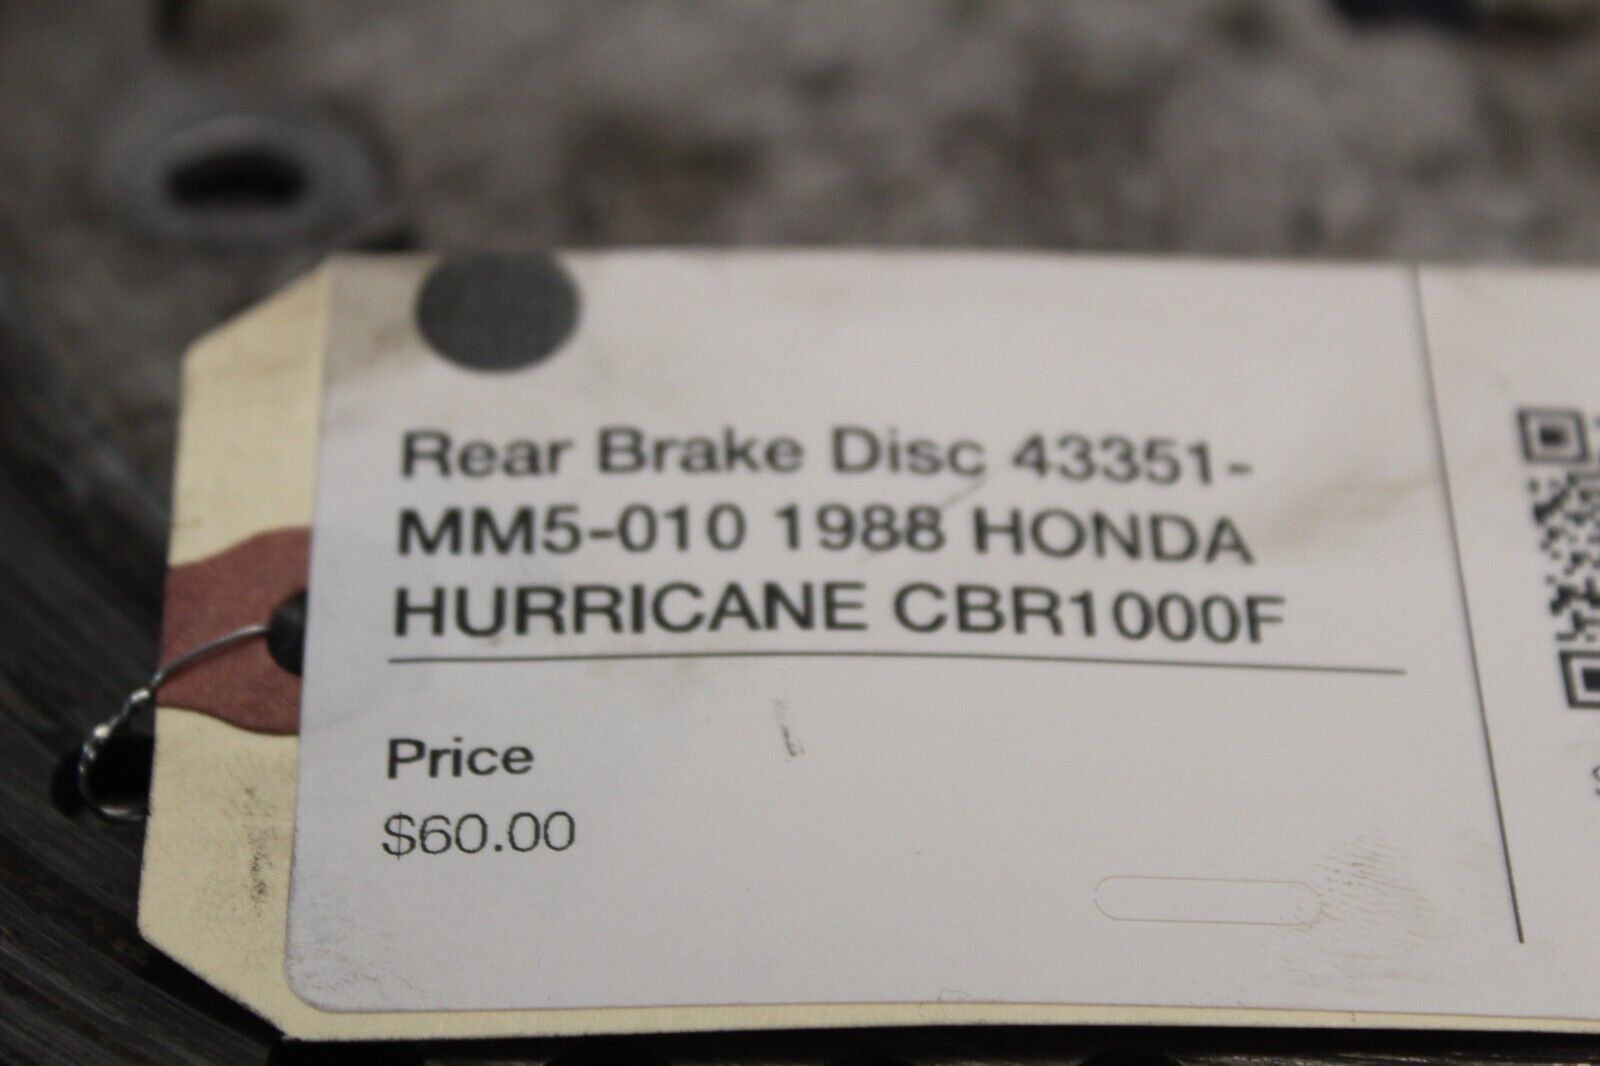 Rear Brake Disc 43351-
MM5-010 1988 HONDA
HURRICANE CBR1000F
Price
$60.00